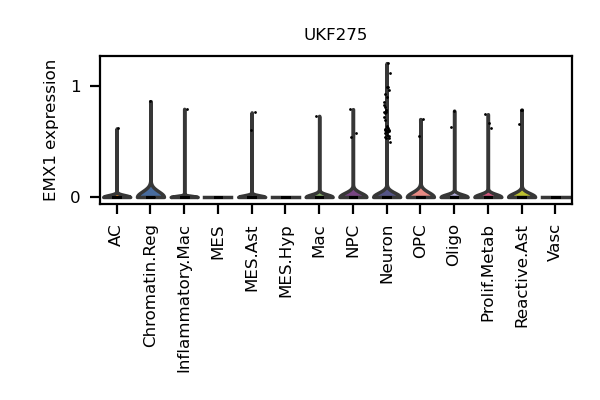 UKF275
EMX1 expression
1
0
AC
Chromatin.Reg
Inflammatory.Mac
MES
MES.Ast
MES.Hyp
Mac
NPC
Neuron
OPC
Oligo
Prolif.Metab
Reactive.Ast
Vasc